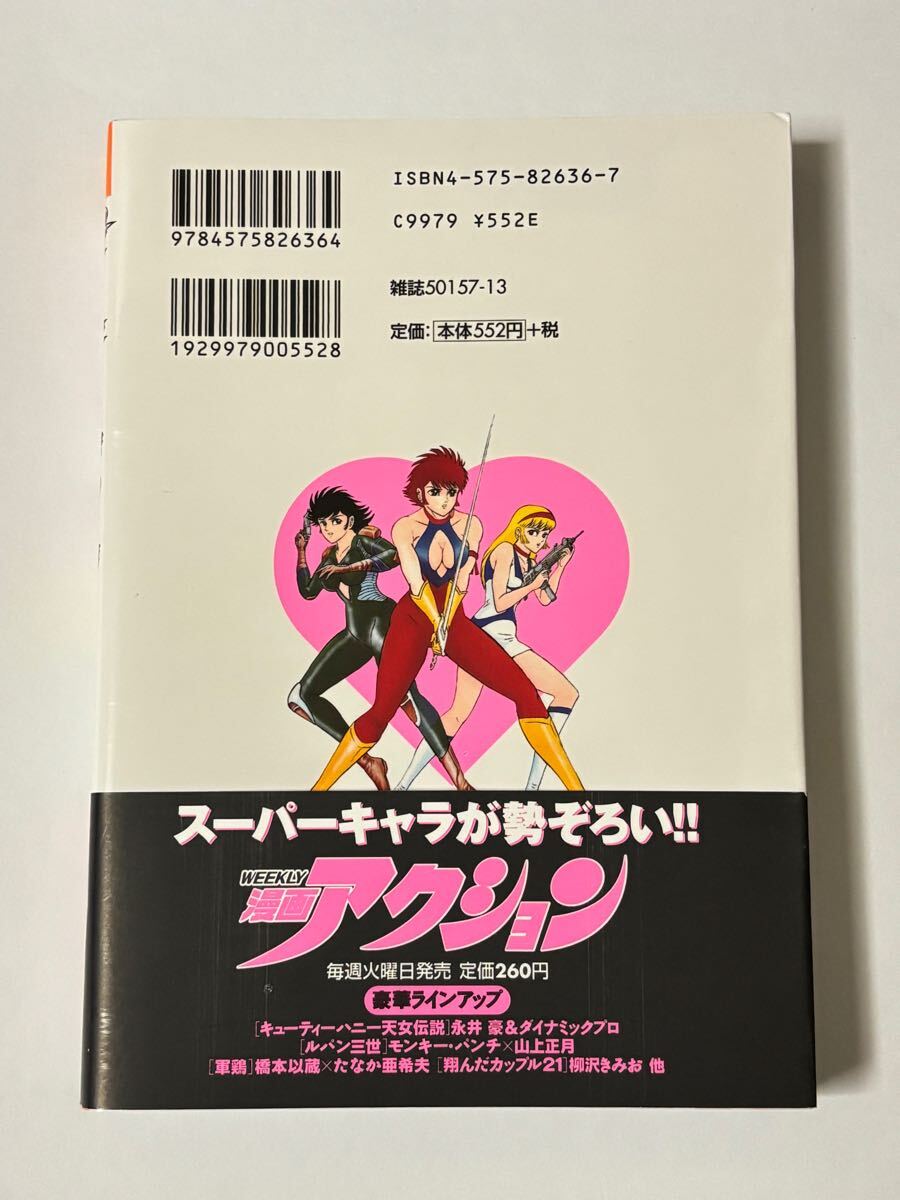 ISBN4-575-82636-7
C9979 ¥552E
9784575826364
雑誌50157-13
定価:本体552円+税
1929979005528
スーパーキャラが勢ぞろい!!
WEEKLY
漫画アクション
毎週火曜日発売 定価260円
豪華ラインアップ
[キューティーハニー天女伝説]永井 豪&ダイナミックプロ
[ルパン三世]モンキー・パンチ×山上正月
[軍鶏]橋本以蔵×たなか亜希夫 [翔んだカップル21]柳沢きみお 他